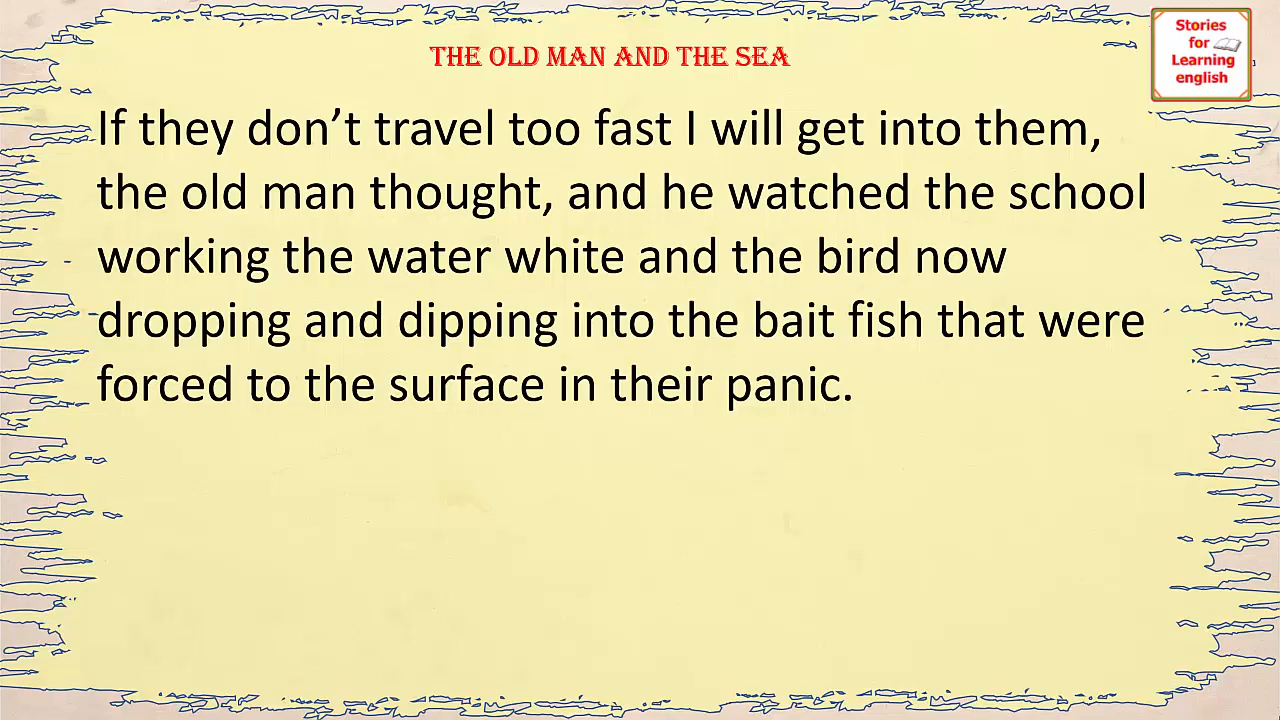 THE OLD MAN AND THE SEA
Stories
for
Learning
english
If they don’t travel too fast I will get into them,
the old man thought, and he watched the school
working the water white and the bird now
dropping and dipping into the bait fish that were
forced to the surface in their panic.